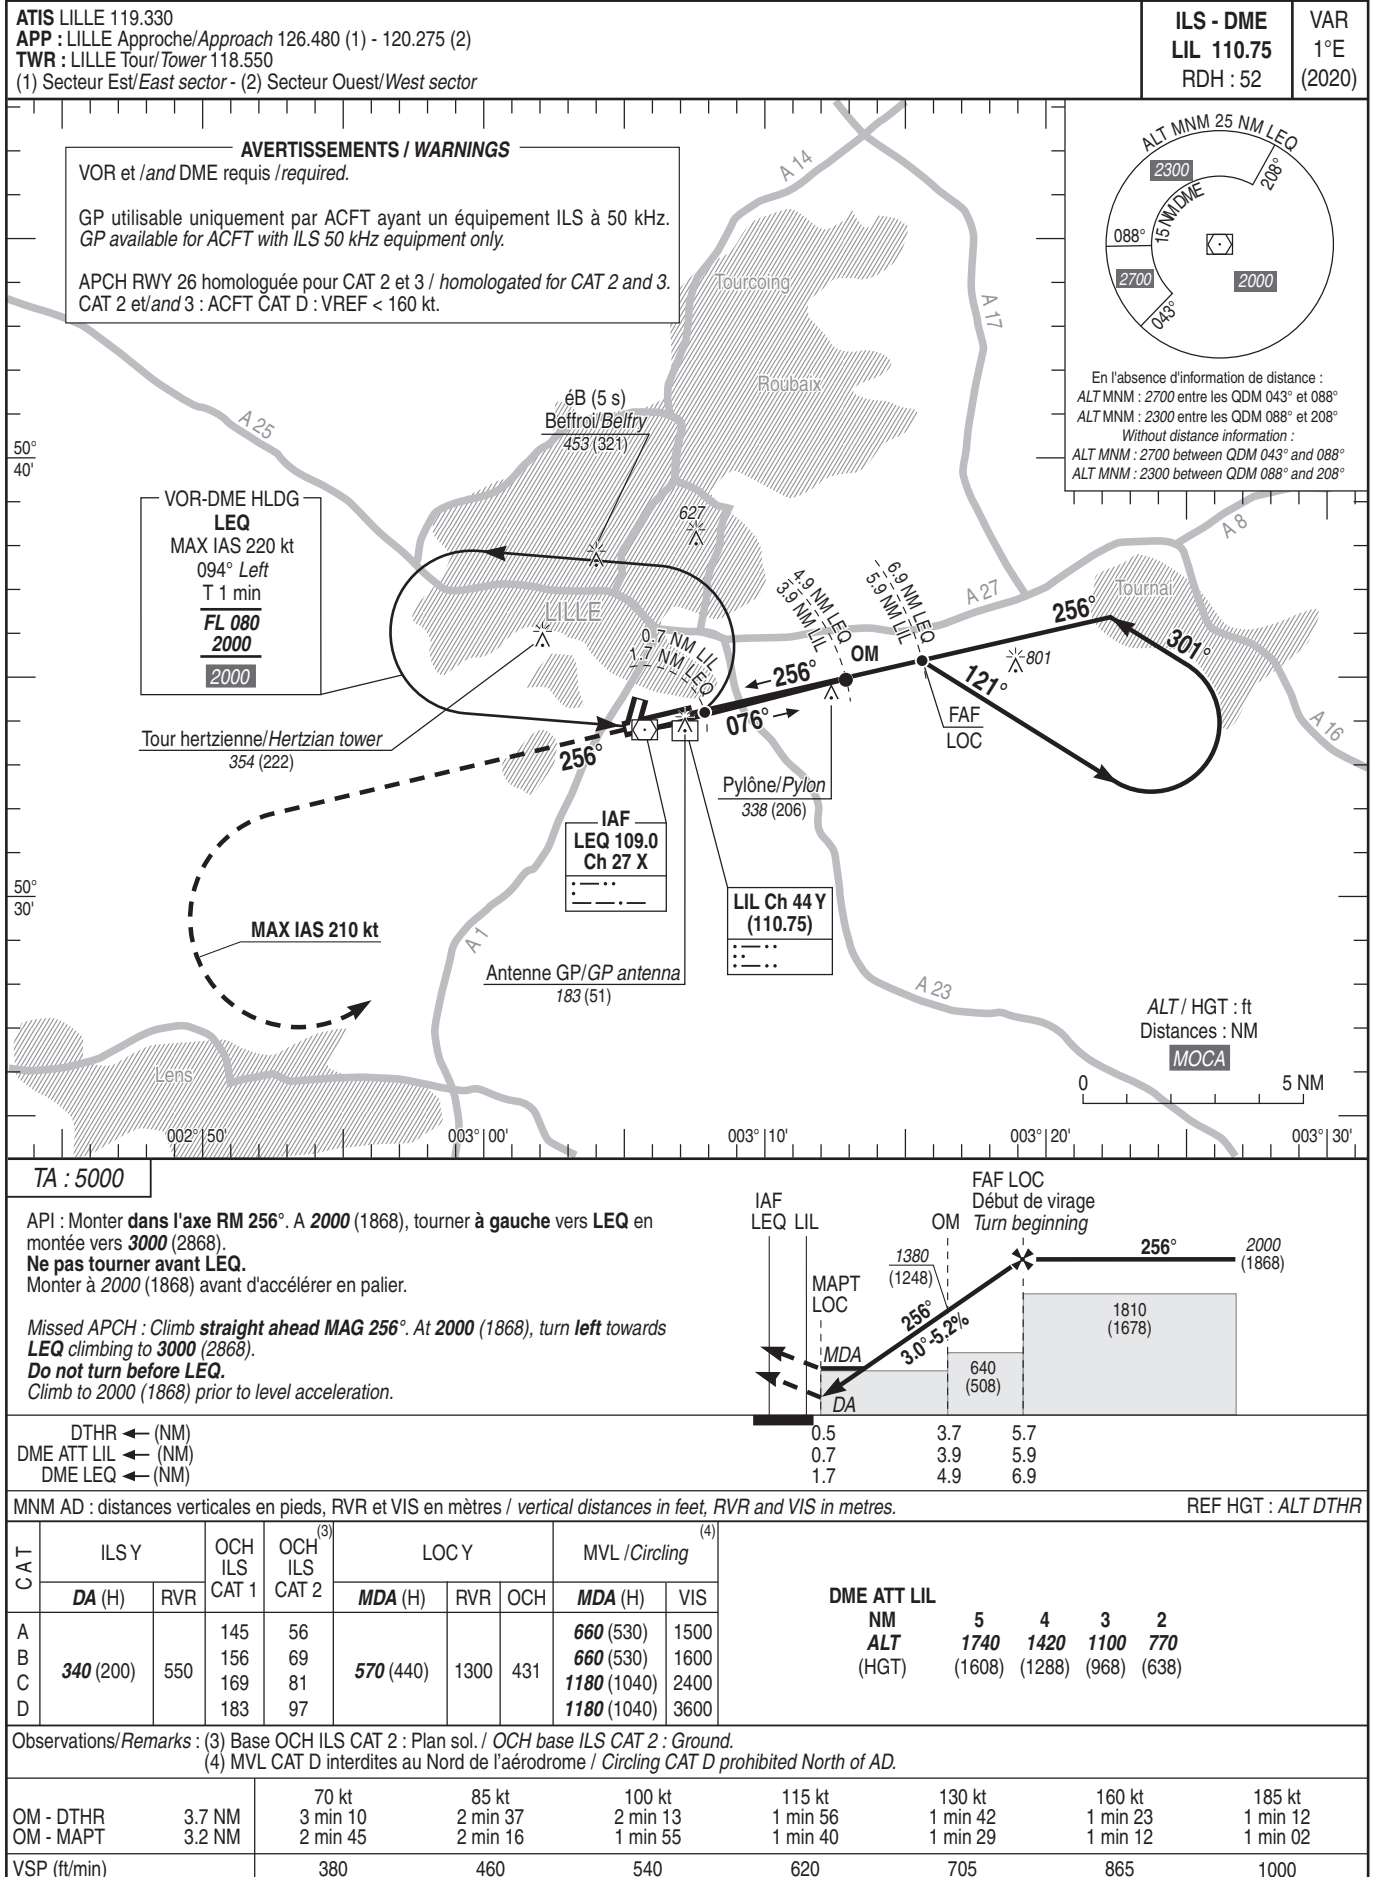 ATIS LILLE 119.330
APP : LILLE Approche/Approach 126.480 (1) - 120.275 (2)
TWR : LILLE Tour/Tower 118.550
(1) Secteur Est/East sector - (2) Secteur Ouest/West sector
ILS - DME
LIL 110.75
RDH : 52
VAR
1°E
(2020)
AVERTISSEMENTS / WARNINGS
VOR et /and DME requis /required.
GP utilisable uniquement par ACFT ayant un équipement ILS à 50 kHz.
GP available for ACFT with ILS 50 kHz equipment only.
APCH RWY 26 homologuée pour CAT 2 et 3 / homologated for CAT 2 and 3.
CAT 2 et/and 3 : ACFT CAT D : VREF < 160 kt.
ALT MNM 25 NM LEQ
2300
208°
15 NM DME
088°
2700
2000
043°
En l'absence d'information de distance :
ALT MNM : 2700 entre les QDM 043° et 088°
ALT MNM : 2300 entre les QDM 088° et 208°
Without distance information :
ALT MNM : 2700 between QDM 043° and 088°
ALT MNM : 2300 between QDM 088° and 208°
A 14
Tourcoing
A 17
Roubaix
A 25
éB (5 s)
Beffroi/Belfry
453 (321)
50°
40'
VOR-DME HLDG
LEQ
MAX IAS 220 kt
094° Left
T 1 min
FL 080
2000
2000
627
A 8
4.9 NM LEQ
3.9 NM LIL
6.9 NM LEQ
5.9 NM LIL
A 27
Tournai
LILLE
0.7 NM LIL
1.7 NM LEQ
256°
OM
256°
301°
801
121°
076°
FAF
LOC
A 16
Tour hertzienne/Hertzian tower
354 (222)
256°
Pylône/Pylon
338 (206)
IAF
LEQ 109.0
Ch 27 X
50°
30'
LIL Ch 44 Y
(110.75)
MAX IAS 210 kt
A 1
Antenne GP/GP antenna
183 (51)
A 23
ALT / HGT : ft
Distances : NM
MOCA
0 5 NM
Lens
002° 50' 003° 00' 003° 10' 003° 20' 003° 30'
TA : 5000
API : Monter dans l'axe RM 256°. A 2000 (1868), tourner à gauche vers LEQ en
montée vers 3000 (2868).
Ne pas tourner avant LEQ.
Monter à 2000 (1868) avant d'accélérer en palier.
Missed APCH : Climb straight ahead MAG 256°. At 2000 (1868), turn left towards
LEQ climbing to 3000 (2868).
Do not turn before LEQ.
Climb to 2000 (1868) prior to level acceleration.
IAF
LEQ LIL
OM
FAF LOC
Début de virage
Turn beginning
256°
2000
(1868)
1380
(1248)
MAPT
LOC
256°
3.0°-5.2%
1810
(1678)
MDA
640
(508)
DA
DTHR (NM) 0.5 3.7 5.7
DME ATT LIL (NM) 0.7 3.9 5.9
DME LEQ (NM) 1.7 4.9 6.9
MNM AD : distances verticales en pieds, RVR et VIS en mètres / vertical distances in feet, RVR and VIS in metres. REF HGT : ALT DTHR
CAT
ILS Y
OCH
ILS
CAT 1
OCH (3)
ILS
CAT 2
LOC Y
MVL /Circling (4)
DA (H) RVR MDA (H) RVR OCH MDA (H) VIS
A 145 56 660 (530) 1500
B 156 69 660 (530) 1600
340 (200) 550 570 (440) 1300 431
C 169 81 1180 (1040) 2400
D 183 97 1180 (1040) 3600
DME ATT LIL
NM 5 4 3 2
ALT 1740 1420 1100 770
(HGT) (1608) (1288) (968) (638)
Observations/Remarks : (3) Base OCH ILS CAT 2 : Plan sol. / OCH base ILS CAT 2 : Ground.
(4) MVL CAT D interdites au Nord de l'aérodrome / Circling CAT D prohibited North of AD.
70 kt 85 kt 100 kt 115 kt 130 kt 160 kt 185 kt
OM - DTHR 3.7 NM 3 min 10 2 min 37 2 min 13 1 min 56 1 min 42 1 min 23 1 min 12
OM - MAPT 3.2 NM 2 min 45 2 min 16 1 min 55 1 min 40 1 min 29 1 min 12 1 min 02
VSP (ft/min) 380 460 540 620 705 865 1000